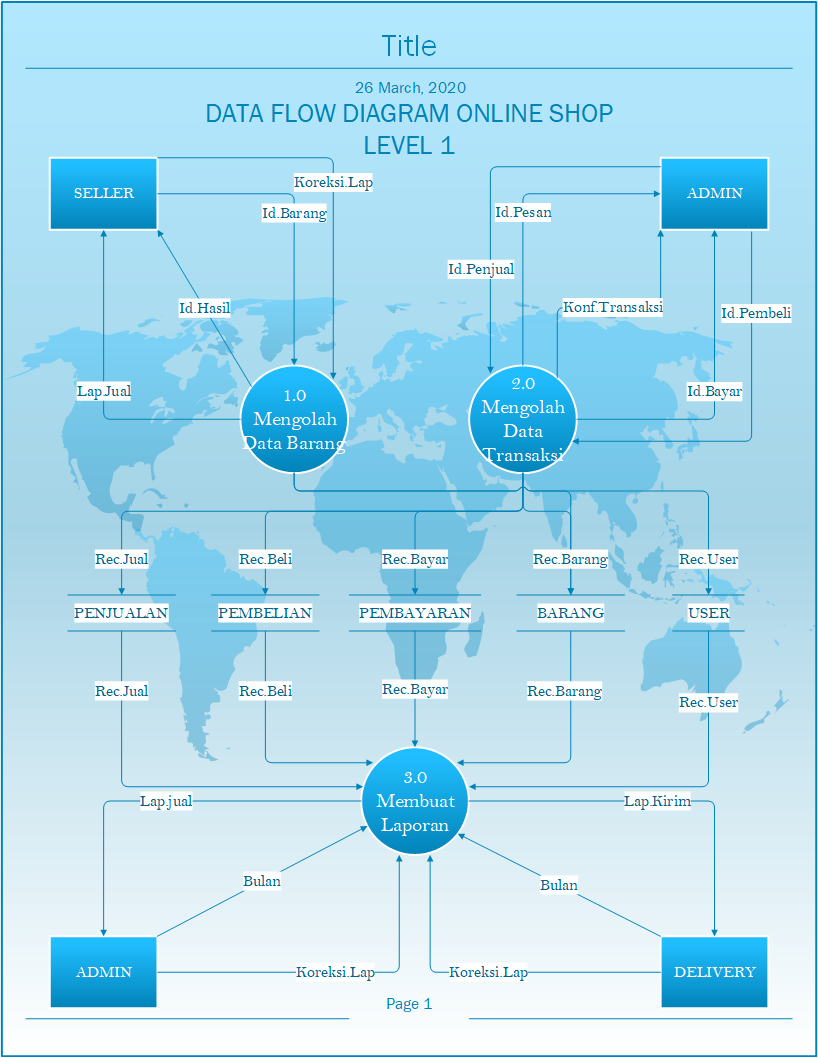 Title
26 March, 2020
DATA FLOW DIAGRAM ONLINE SHOP
LEVEL 1
SELLER
Koreksi.Lap
Id.Barang
Id.Hasil
Lap.Jual
ADMIN
Id.Pesan
Id.Penjual
Konf.Transaksi
Id.Pembeli
Id.Bayar
1.0
Mengolah
Data Barang
2.0
Mengolah
Data
Transaksi
Rec.Jual
Rec.Beli
Rec.Bayar
Rec.Barang
Rec.User
PENJUALAN
PEMBELIAN
PEMBAYARAN
BARANG
USER
Rec.Jual
Rec.Beli
Rec.Bayar
Rec.Barang
Rec.User
3.0
Membuat
Laporan
Lap.jual
Lap.Kirim
Bulan
Bulan
ADMIN
Koreksi.Lap
Koreksi.Lap
DELIVERY
Page 1